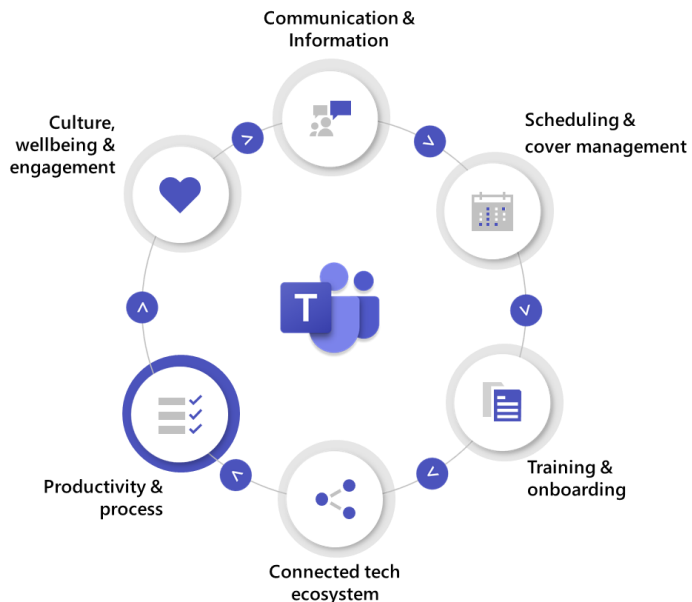 Communication &
Information
Scheduling &
cover management
Training &
onboarding
Connected tech
ecosystem
Productivity &
process
Culture,
wellbeing &
engagement
T